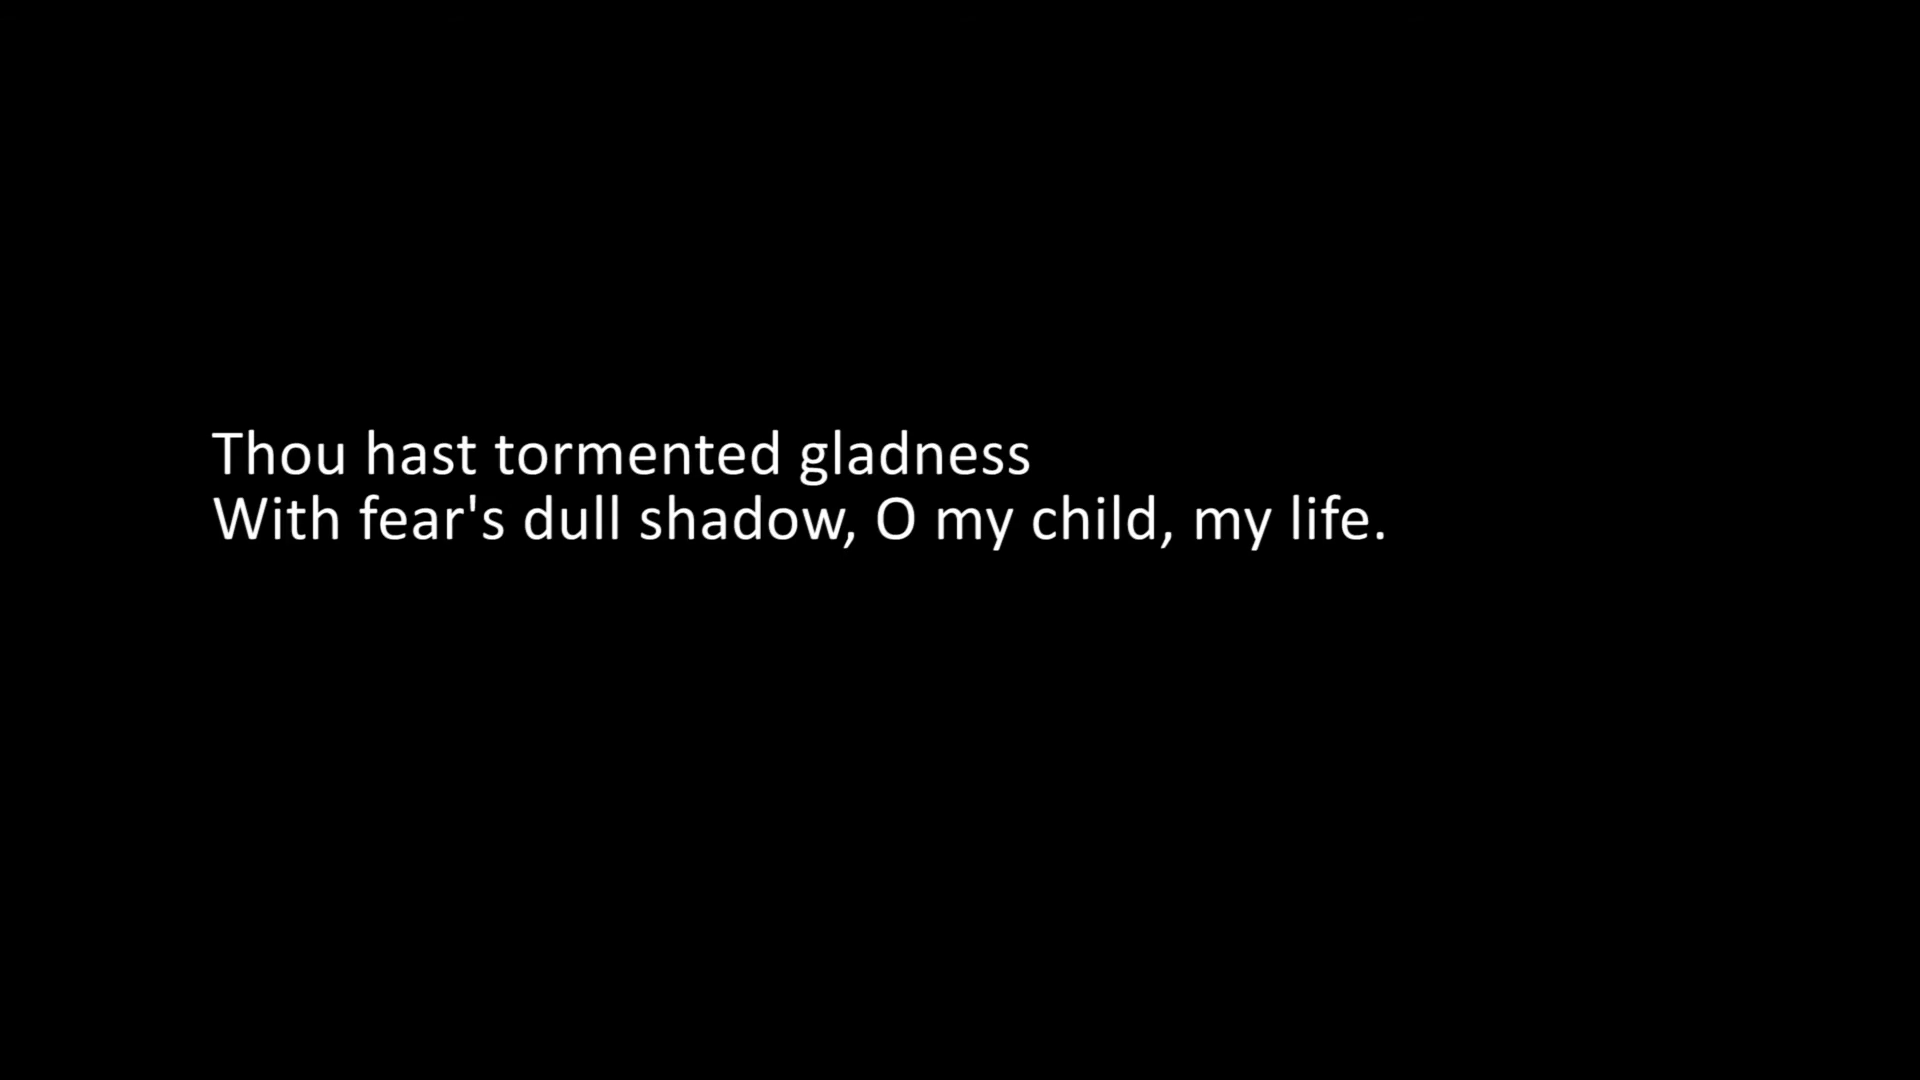 Thou hast tormented gladness
With fear's dull shadow, O my child, my life.